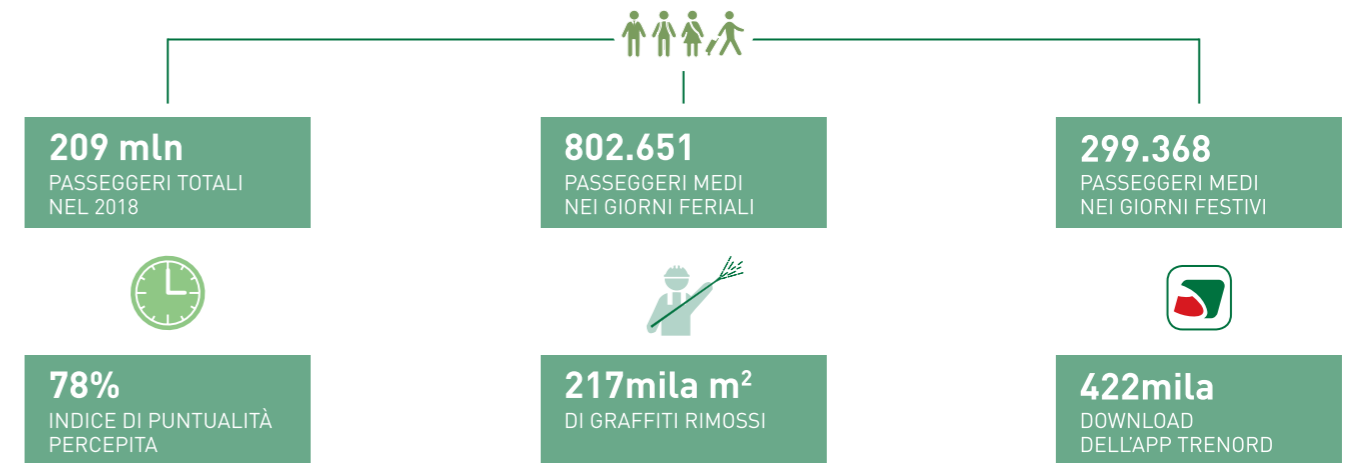 209 mln
PASSEGGERI TOTALI
NEL 2018
802.651
PASSEGGERI MEDI
NEI GIORNI FERIALI
299.368
PASSEGGERI MEDI
NEI GIORNI FESTIVI
78%
INDICE DI PUNTUALITÀ
PERCEPITA
217mila m²
DI GRAFFITI RIMOSSI
422mila
DOWNLOAD
DELL'APP TRENORD